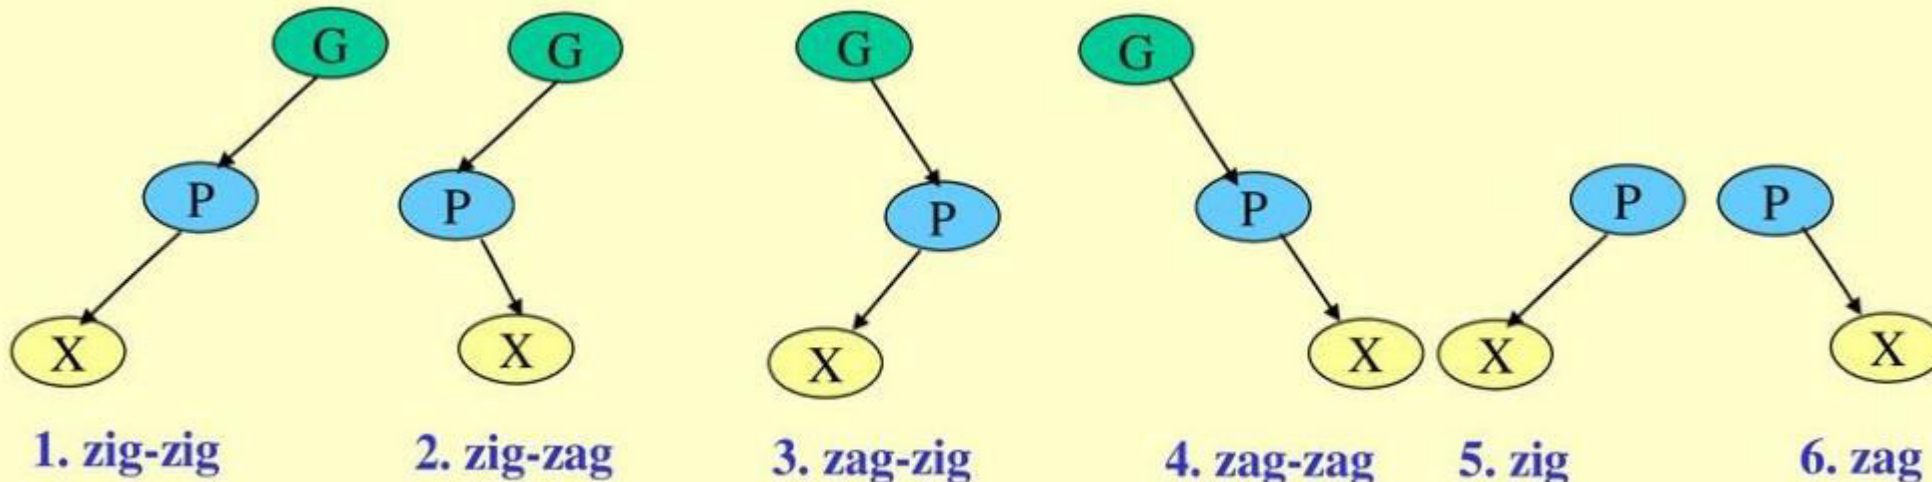 G G G G
P P P P P P
X X X X X X
1. zig-zig 2. zig-zag 3. zag-zig 4. zag-zag 5. zig 6. zag